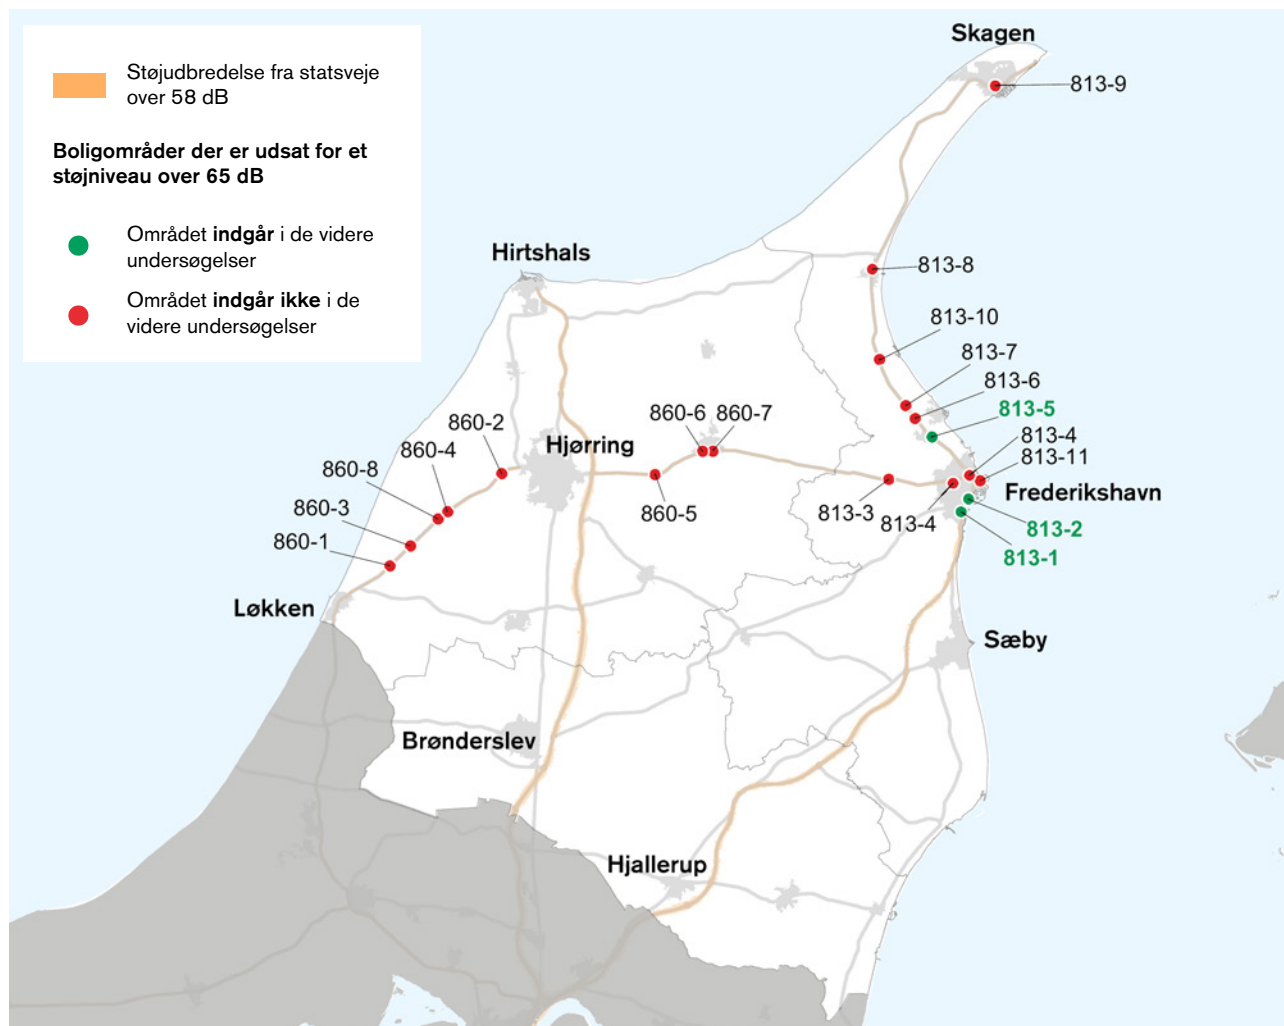 Støjudbredelse fra statsveje
over 58 dB
Boligområder der er udsat for et
støjniveau over 65 dB
Området indgår i de videre
undersøgelser
Området indgår ikke i de
videre undersøgelser
Skagen
813-9
Hirtshals
813-8
813-10
813-7
813-6
813-5
813-4
813-11
Frederikshavn
813-2
813-1
813-3
813-4
860-6
860-7
860-5
Hjørring
860-2
860-4
860-8
860-3
860-1
Løkken
Sæby
Brønderslev
Hjallerup